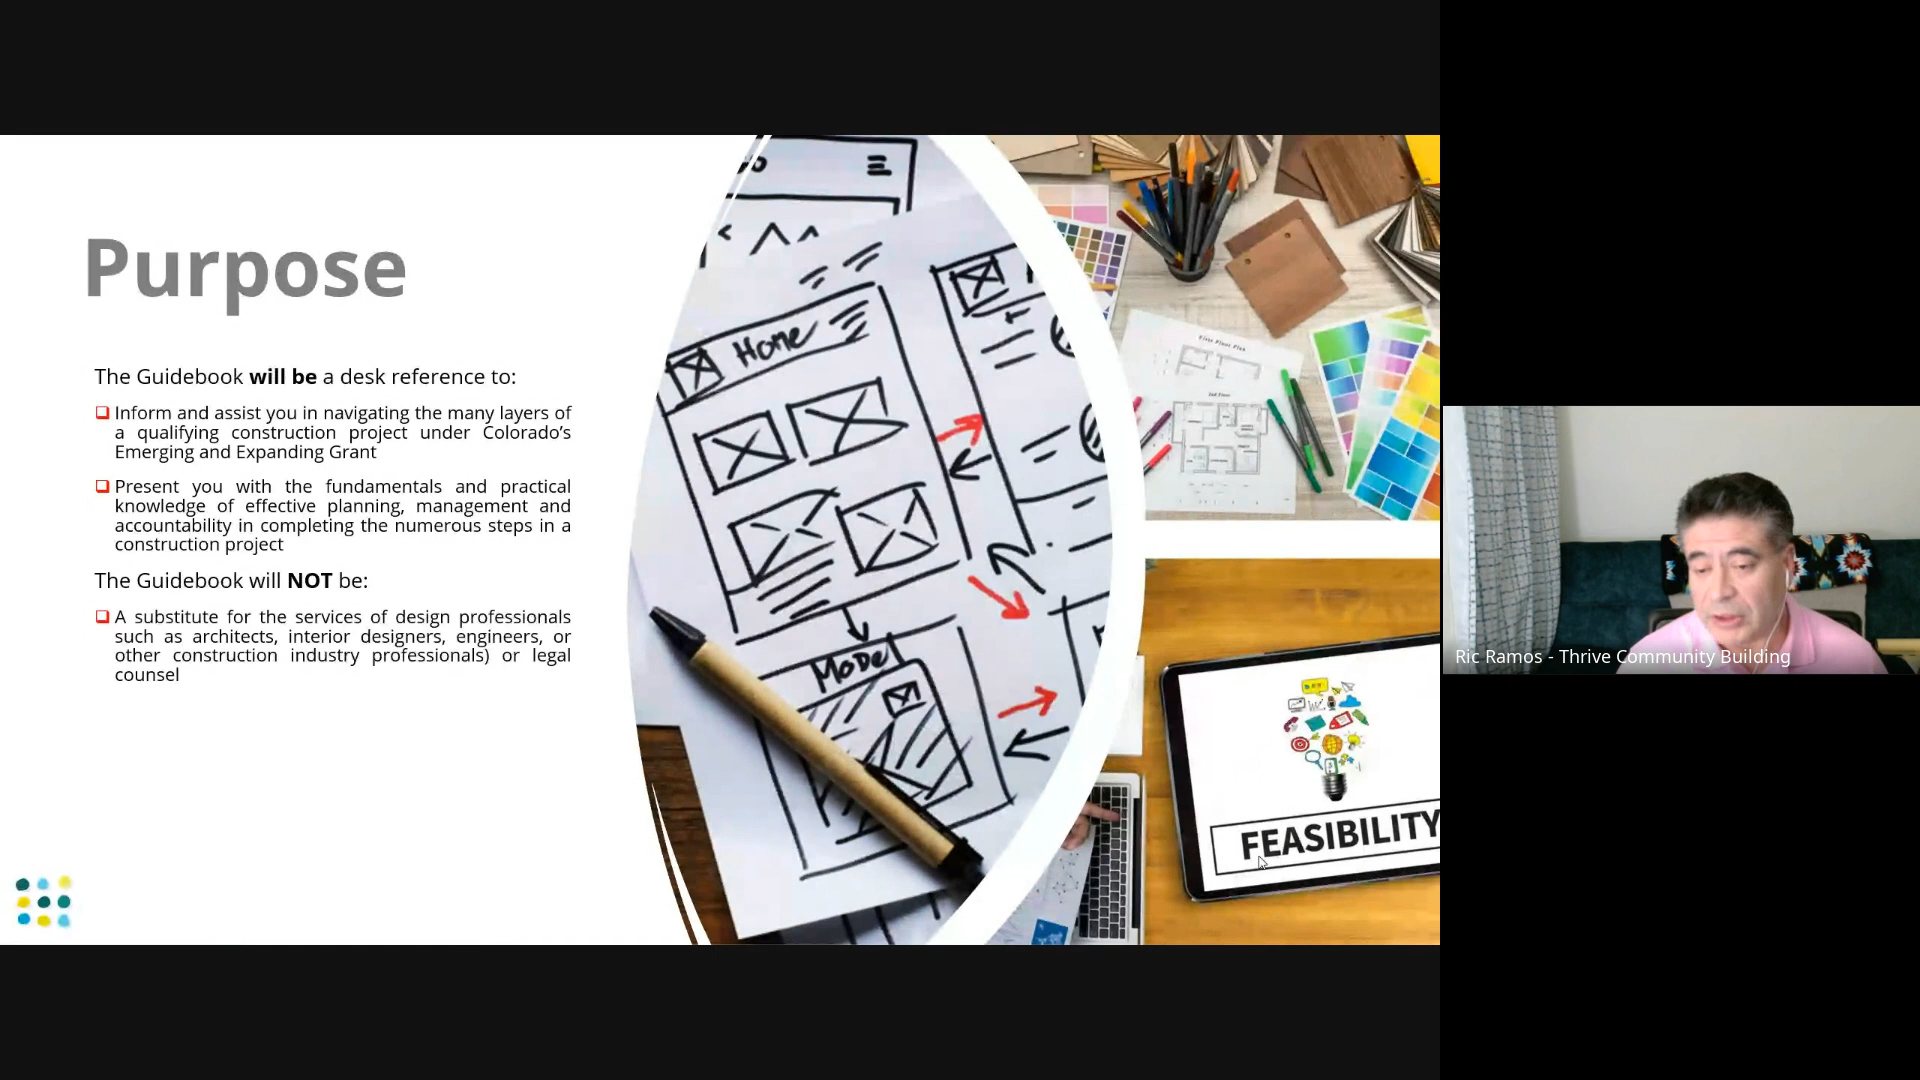 Purpose
The Guidebook will be a desk reference to:
Inform and assist you in navigating the many layers of
a qualifying construction project under Colorado’s
Emerging and Expanding Grant
Present you with the fundamentals and practical
knowledge of effective planning, management and
accountability in completing the numerous steps in a
construction project
The Guidebook will NOT be:
A substitute for the services of design professionals
such as architects, interior designers, engineers, or
other construction industry professionals) or legal
counsel
Home
MoDel
FEASIBILITY
Ric Ramos - Thrive Community Building